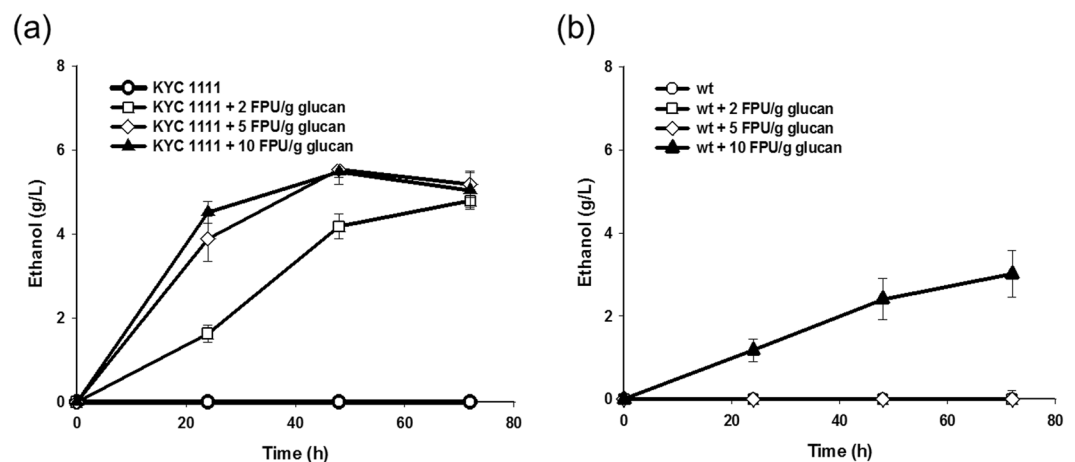 (a)
8
6
4
2
0
Ethanol (g/L)
KYC 1111
KYC 1111 + 2 FPU/g glucan
KYC 1111 + 5 FPU/g glucan
KYC 1111 + 10 FPU/g glucan
0 20 40 60 80
Time (h)
(b)
8
6
4
2
0
Ethanol (g/L)
wt
wt + 2 FPU/g glucan
wt + 5 FPU/g glucan
wt + 10 FPU/g glucan
0 20 40 60 80
Time (h)